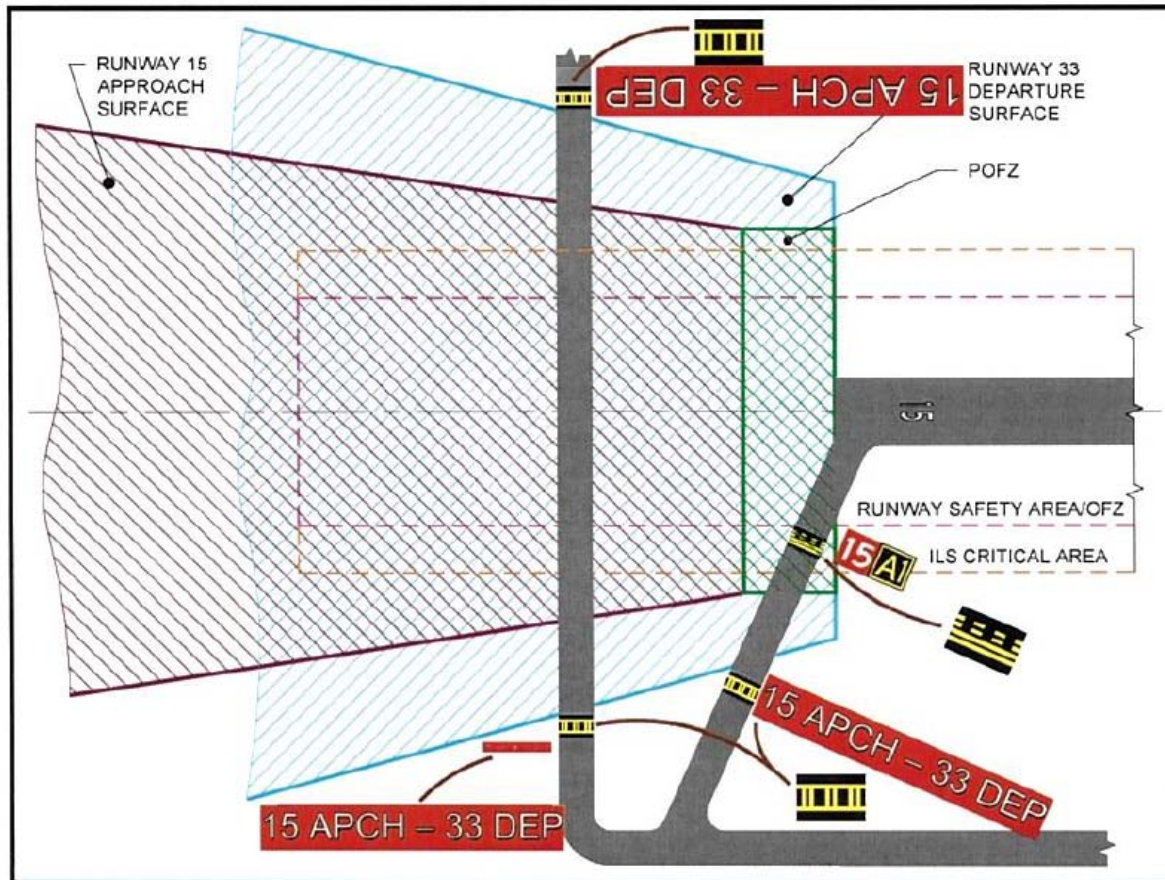 RUNWAY 15
APPROACH
SURFACE
15 APCH – 33 DEP
RUNWAY 33
DEPARTURE
SURFACE
POFZ
15
RUNWAY SAFETY AREA/OFZ
15 A1
ILS CRITICAL AREA
15 APCH – 33 DEP
15 APCH – 33 DEP